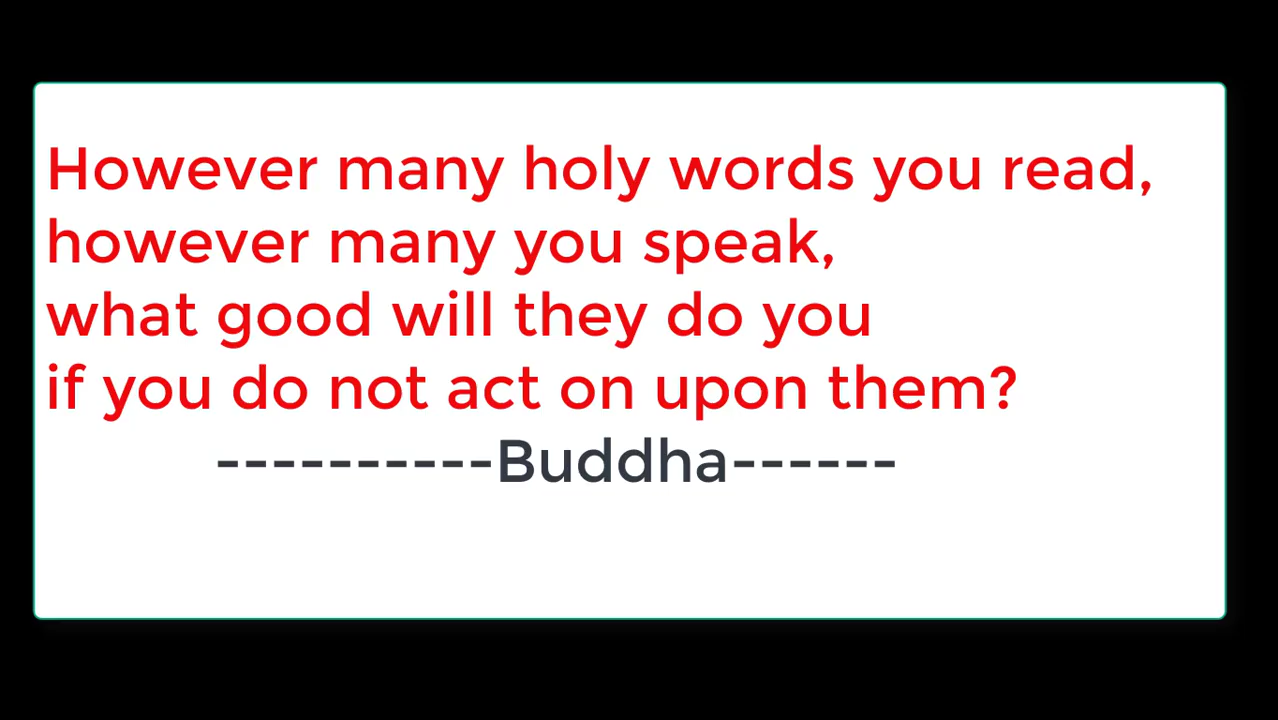 However many holy words you read,
however many you speak,
what good will they do you
if you do not act on upon them?
----------Buddha------